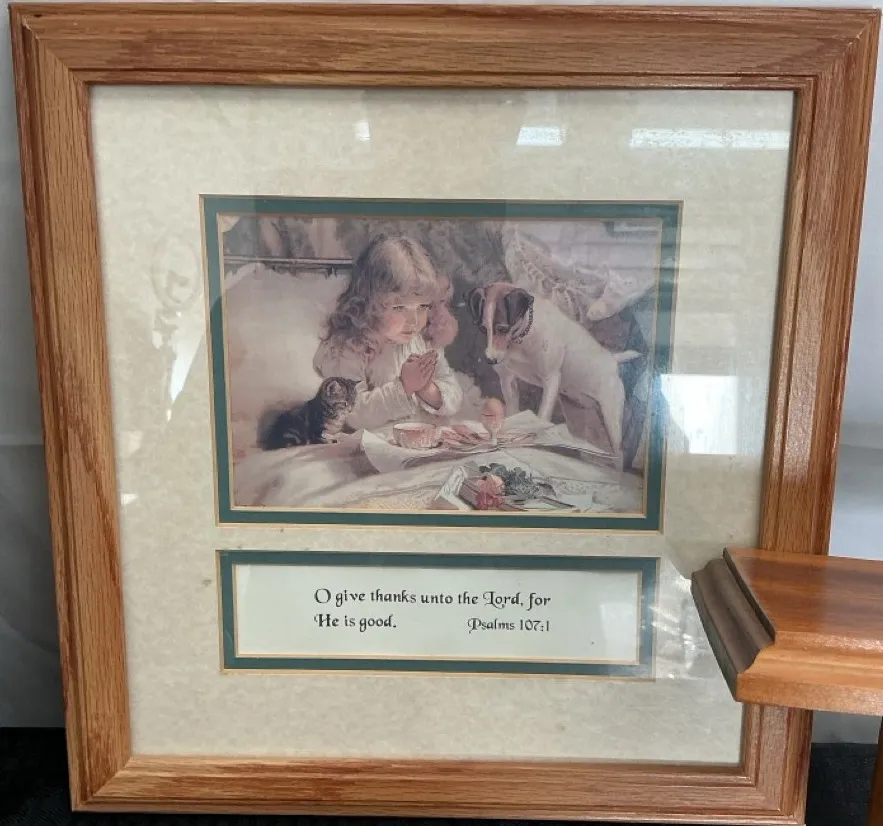 O give thanks unto the Lord, for
He is good. Psalms 107:1